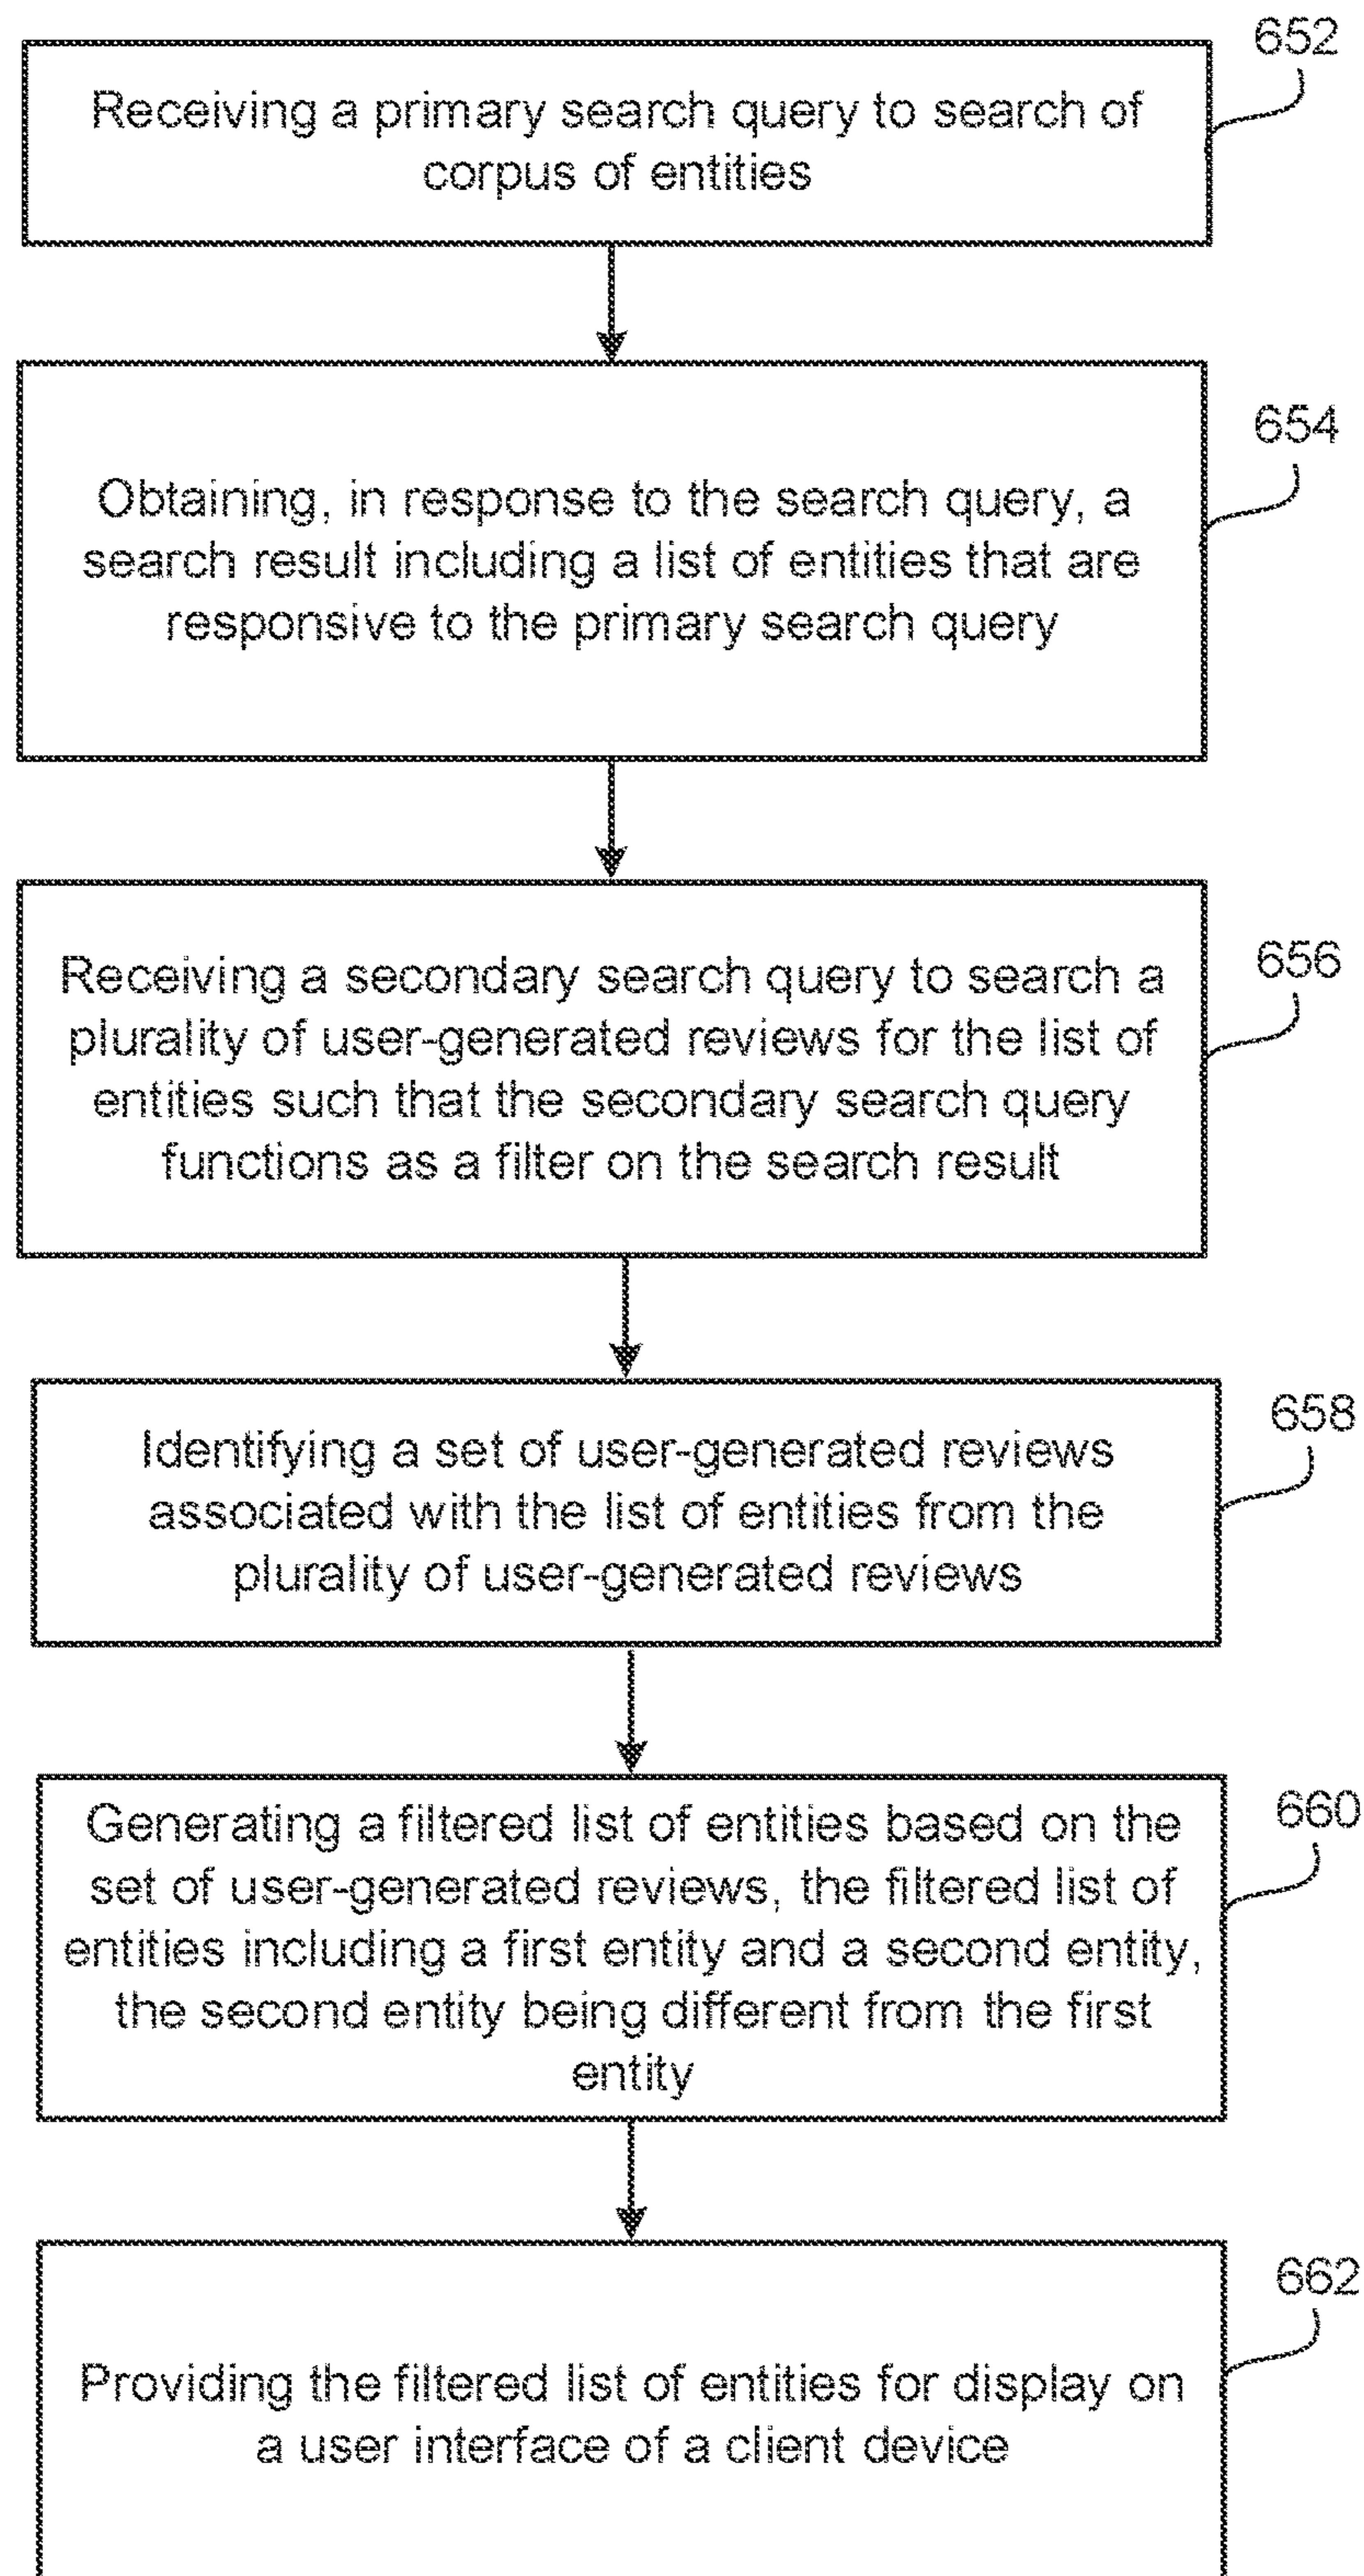 652
Receiving a primary search query to search of
corpus of entities
654
Obtaining, in response to the search query, a
search result including a list of entities that are
responsive to the primary search query
656
Receiving a secondary search query to search a
plurality of user-generated reviews for the list of
entities such that the secondary search query
functions as a filter on the search result
658
Identifying a set of user-generated reviews
associated with the list of entities from the
plurality of user-generated reviews
660
Generating a filtered list of entities based on the
set of user-generated reviews, the filtered list of
entities including a first entity and a second entity,
the second entity being different from the first
entity
662
Providing the filtered list of entities for display on
a user interface of a client device